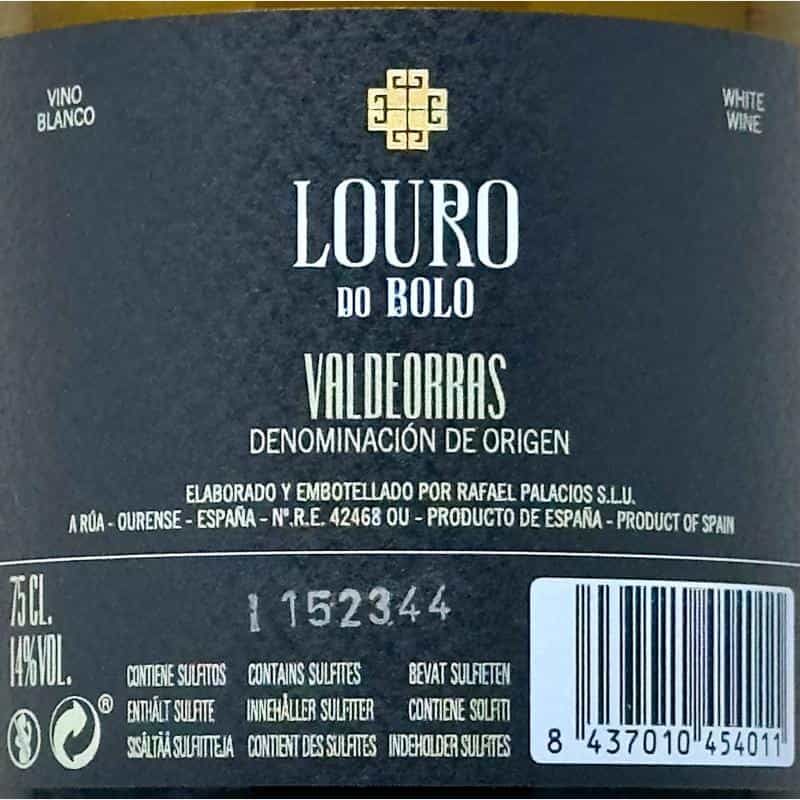 VINO
BLANCO
WHITE
WINE
LOURO
DO BOLO
VALDEORRAS
DENOMINACIÓN DE ORIGEN
ELABORADO Y EMBOTELLADO POR RAFAEL PALACIOS S.L.U.
A RÚA - OURENSE - ESPAÑA - Nº.R.E. 42468 OU - PRODUCTO DE ESPAÑA - PRODUCT OF SPAIN
75 CL.
14%VOL.
1 152344
CONTIENE SULFITOS CONTAINS SULFITES BEVAT SULFIETEN
ENTHÄLT SULFITE INNEHÅLLER SULFITER CONTIENE SOLFITI
SISÄLTÄÄ SULFIITTEJA CONTIENT DES SULFITES INDEHOLDER SULFITES
®
8 437010 454011